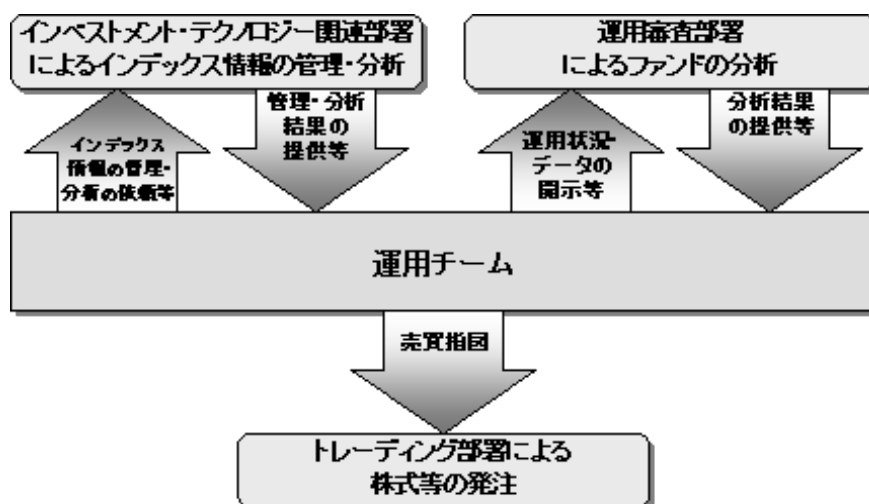 インベストメント・テクノロジー関連部署
によるインデックス情報の管理・分析
運用審査部署
によるファンドの分析
インデックス
情報の管理・
分析の依頼等
管理・分析
結果の
提供等
運用状況・
データの
開示等
分析結果
の提供等
運用チーム
売買指図
トレーディング部署による
株式等の発注